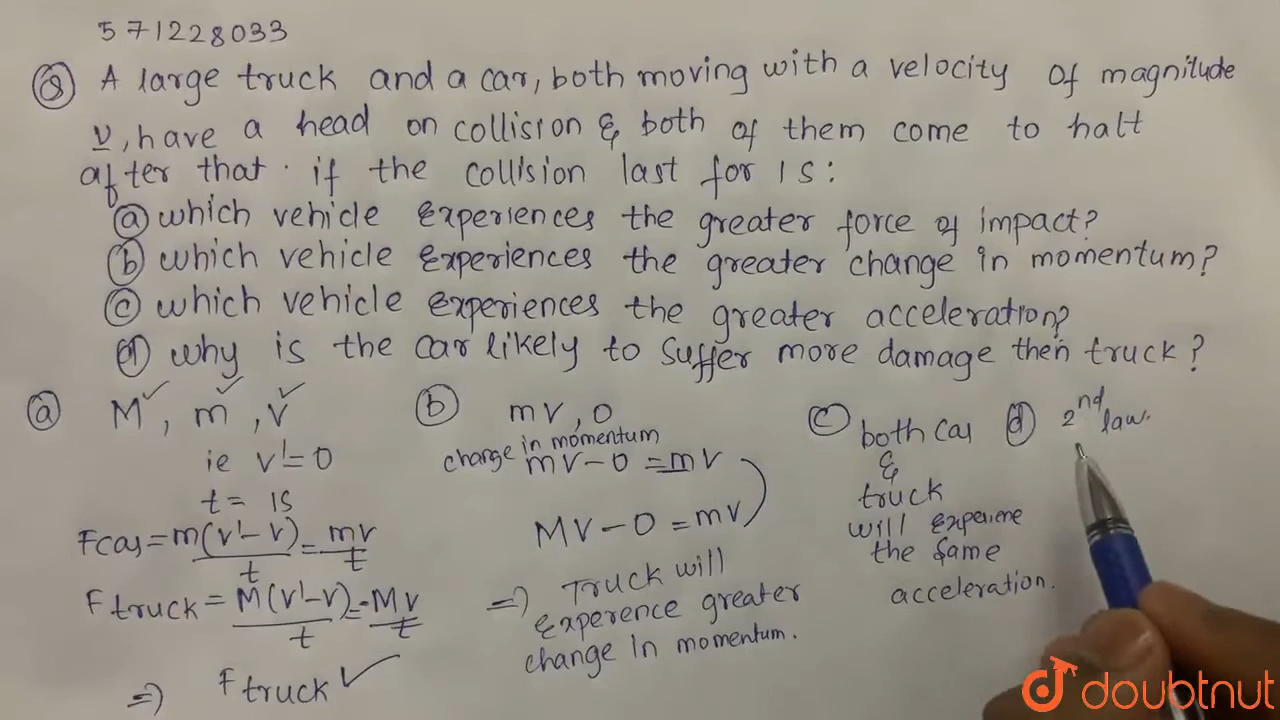 571228033
Q A large truck and a car, both moving with a velocity of magnitude
v, have a head on collision & both of them come to halt
after that. if the collision last for 1s:
(a) which vehicle experiences the greater force of impact?
(b) which vehicle experiences the greater change in momentum?
(c) which vehicle experiences the greater acceleration?
(d) why is the car likely to suffer more damage then truck?
(a) M✓, m✓, v✓
ie v'=0
t = 1s
Fcar = m(v'-v)/t = mv/t
Ftruck = M(v'-v)/t = -Mv/t
=> Ftruck ✓
(b) mv, 0
change in momentum
mv-0 = mv
MV-0 = mv
=> Truck will
experence greater
change in momentum.
(c) both car
&
truck
will experiene
the same
acceleration.
(d) 2nd law.
doubtnut